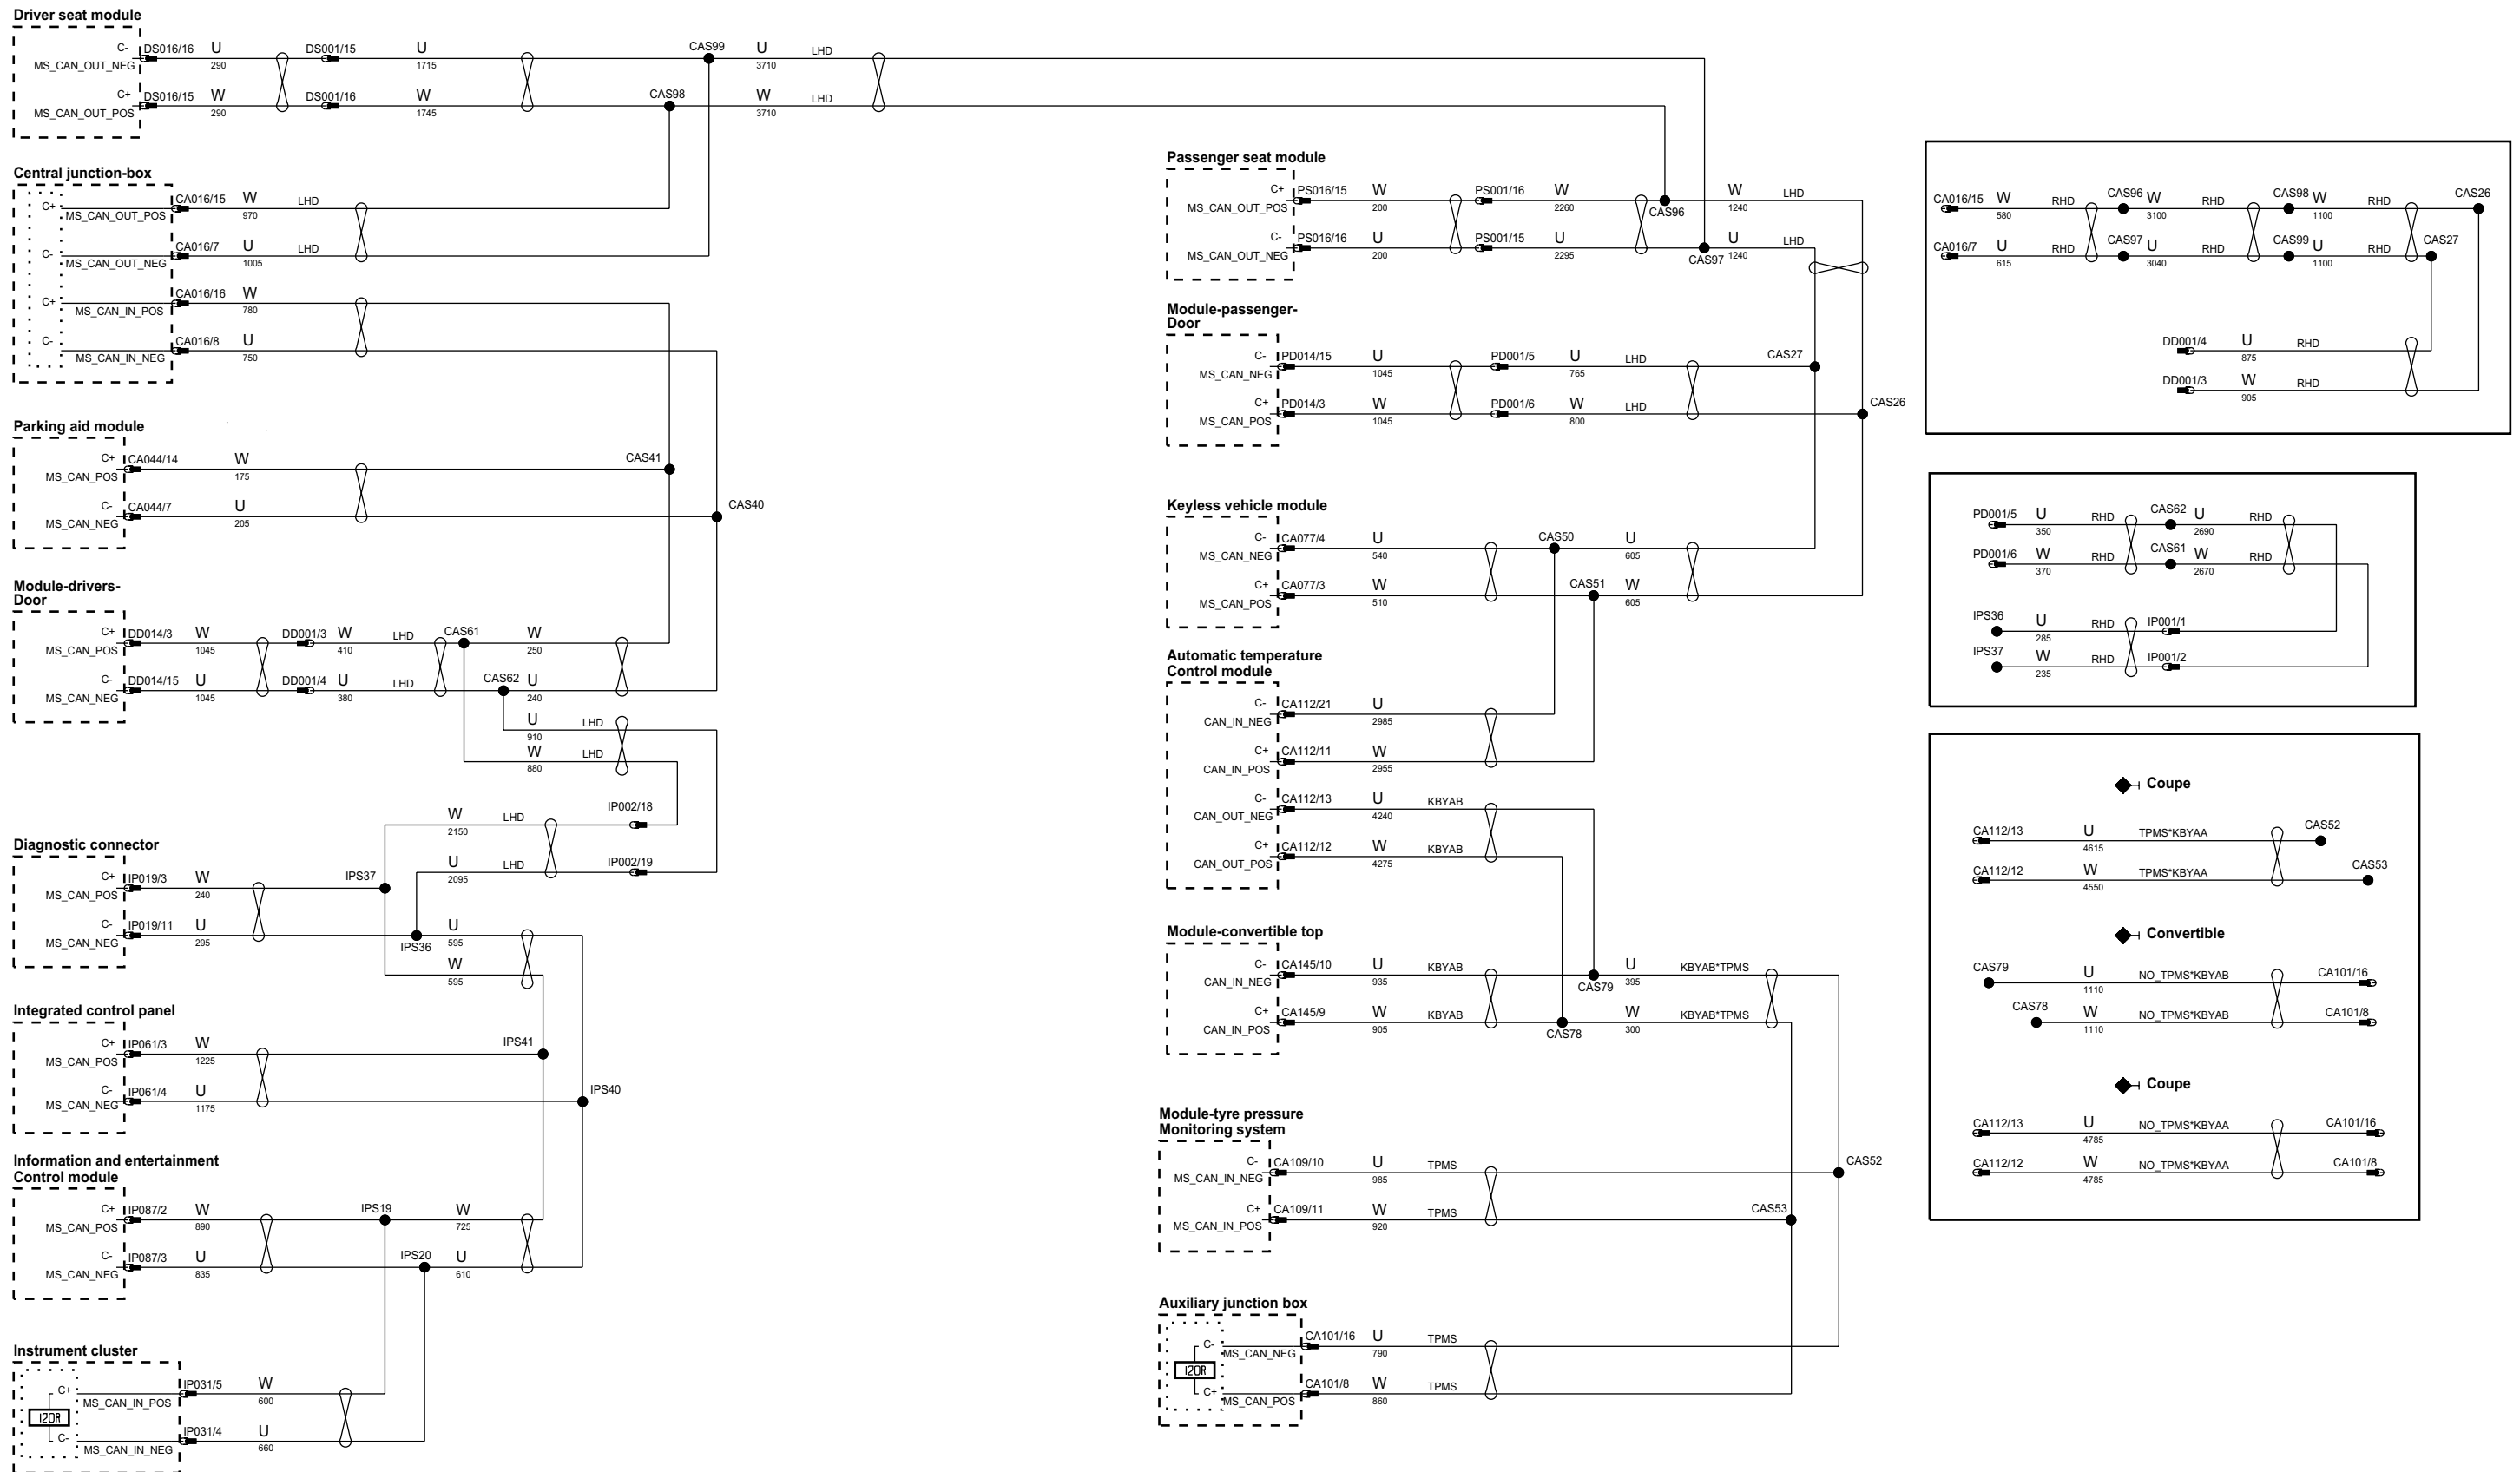 Driver seat module
C- DS016/16 U DS001/15 U CAS99 U LHD
MS_CAN_OUT_NEG 290 1715 3710
C+ DS016/15 W DS001/16 W CAS98 W LHD
MS_CAN_OUT_POS 290 1745 3710
Central junction-box
C+ CA016/15 W LHD
MS_CAN_OUT_POS 970
C- CA016/7 U LHD
MS_CAN_OUT_NEG 1005
C+ CA016/16 W
MS_CAN_IN_POS 780
C- CA016/8 U
MS_CAN_IN_NEG 750
Parking aid module
C+ CA044/14 W CAS41
MS_CAN_POS 175
C- CA044/7 U CAS40
MS_CAN_NEG 205
Module-drivers-
Door
C+ DD014/3 W DD001/3 W LHD CAS61 W
MS_CAN_POS 1045 410 250
C- DD014/15 U DD001/4 U LHD CAS62 U
MS_CAN_NEG 1045 380 240
U LHD
910
W LHD
880
W LHD IP002/18
2150
Diagnostic connector
U LHD IP002/19
2095
C+ IP019/3 W IPS37
MS_CAN_POS 240
C- IP019/11 U IPS36 U
MS_CAN_NEG 295 595
W
595
Integrated control panel
C+ IP061/3 W IPS41
MS_CAN_POS 1225
C- IP061/4 U IPS40
MS_CAN_NEG 1175
Information and entertainment
Control module
C+ IP087/2 W IPS19 W
MS_CAN_POS 890 725
C- IP087/3 U IPS20 U
MS_CAN_NEG 835 610
Instrument cluster
C+ IP031/5 W
MS_CAN_IN_POS 600
120R
C- IP031/4 U
MS_CAN_IN_NEG 660
Passenger seat module
C+ PS016/15 W PS001/16 W CAS96 W LHD
MS_CAN_OUT_POS 200 2260 1240
C- PS016/16 U PS001/15 U CAS97 U LHD
MS_CAN_OUT_NEG 200 2295 1240
Module-passenger-
Door
C- PD014/15 U PD001/5 U LHD CAS27
MS_CAN_NEG 1045 765
C+ PD014/3 W PD001/6 W LHD CAS26
MS_CAN_POS 1045 800
Keyless vehicle module
C- CA077/4 U CAS50 U
MS_CAN_NEG 540 605
C+ CA077/3 W CAS51 W
MS_CAN_POS 510 605
Automatic temperature
Control module
C- CA112/21 U
CAN_IN_NEG 2985
C+ CA112/11 W
CAN_IN_POS 2955
C- CA112/13 U KBYAB
CAN_OUT_NEG 4240
C+ CA112/12 W KBYAB
CAN_OUT_POS 4275
Module-convertible top
C- CA145/10 U KBYAB CAS79 U KBYAB*TPMS
CAN_IN_NEG 935 395
C+ CA145/9 W KBYAB CAS78 W KBYAB*TPMS
CAN_IN_POS 905 300
Module-tyre pressure
Monitoring system
C- CA109/10 U TPMS CAS52
MS_CAN_IN_NEG 985
C+ CA109/11 W TPMS CAS53
MS_CAN_IN_POS 920
Auxiliary junction box
C- CA101/16 U TPMS
MS_CAN_NEG 790
120R
C+ CA101/8 W TPMS
MS_CAN_POS 860
CA016/15 W RHD CAS96 W RHD CAS98 W RHD CAS26
580 3100 1100
CA016/7 U RHD CAS97 U RHD CAS99 U RHD CAS27
615 3040 1100
DD001/4 U RHD
875
DD001/3 W RHD
905
PD001/5 U RHD CAS62 U RHD
350 2690
PD001/6 W RHD CAS61 W RHD
370 2670
IPS36 U RHD IP001/1
285
IPS37 W RHD IP001/2
235
Coupe
CA112/13 U TPMS*KBYAA CAS52
4615
CA112/12 W TPMS*KBYAA CAS53
4550
Convertible
CAS79 U NO_TPMS*KBYAB CA101/16
1110
CAS78 W NO_TPMS*KBYAB CA101/8
1110
Coupe
CA112/13 U NO_TPMS*KBYAA CA101/16
4785
CA112/12 W NO_TPMS*KBYAA CA101/8
4785